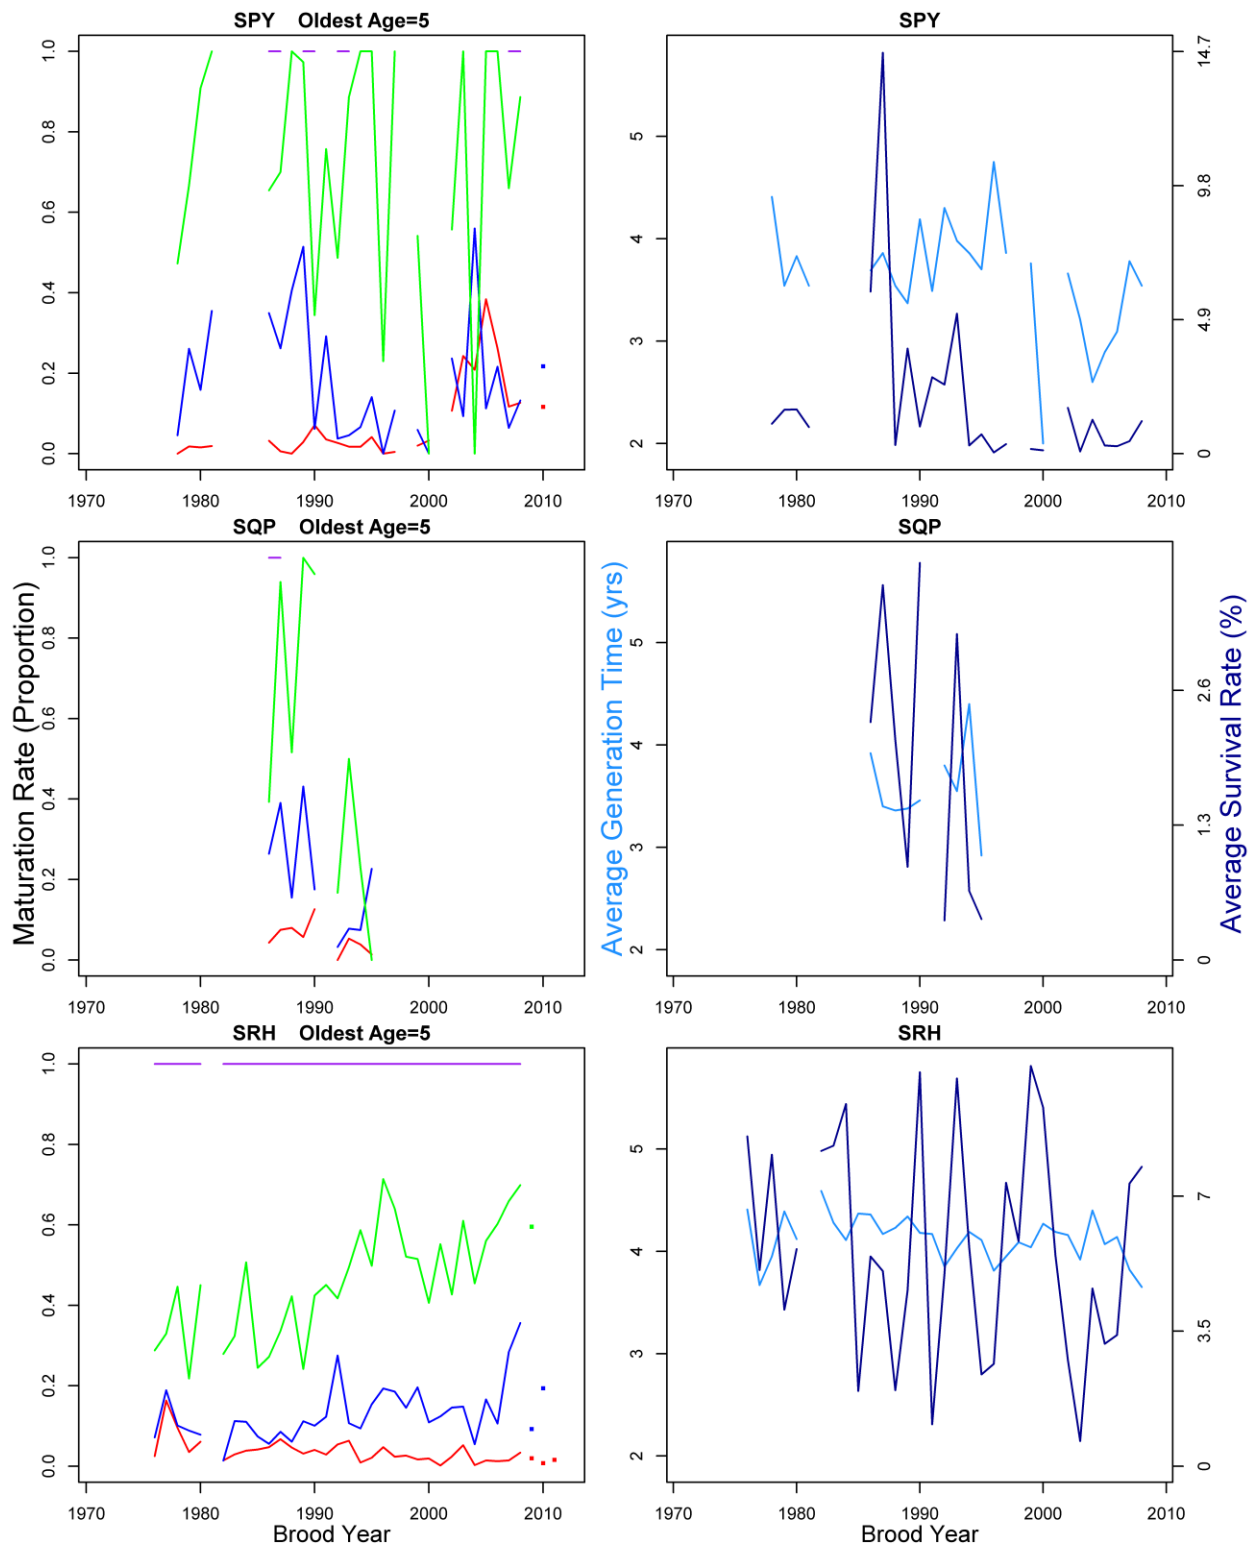 SPY Oldest Age=5
1.0
0.8
0.6
0.4
0.2
0.0
1970 1980 1990 2000 2010
SPY
5
4
3
2
14.7
9.8
4.9
0
1970 1980 1990 2000 2010
SQP Oldest Age=5
Maturation Rate (Proportion)
1.0
0.8
0.6
0.4
0.2
0.0
1970 1980 1990 2000 2010
SQP
Average Generation Time (yrs)
5
4
3
2
2.6
1.3
0
Average Survival Rate (%)
1970 1980 1990 2000 2010
SRH Oldest Age=5
1.0
0.8
0.6
0.4
0.2
0.0
1970 1980 1990 2000 2010
Brood Year
SRH
5
4
3
2
7
3.5
0
1970 1980 1990 2000 2010
Brood Year